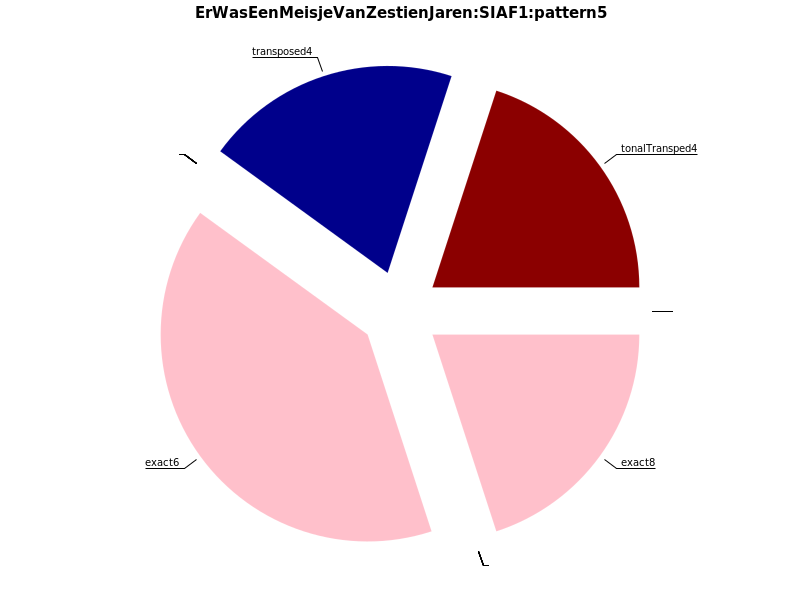 ErWasEenMeisjeVanZestienJaren:SIAF1:pattern5
transposed4
tonalTransped4
exact6
exact8